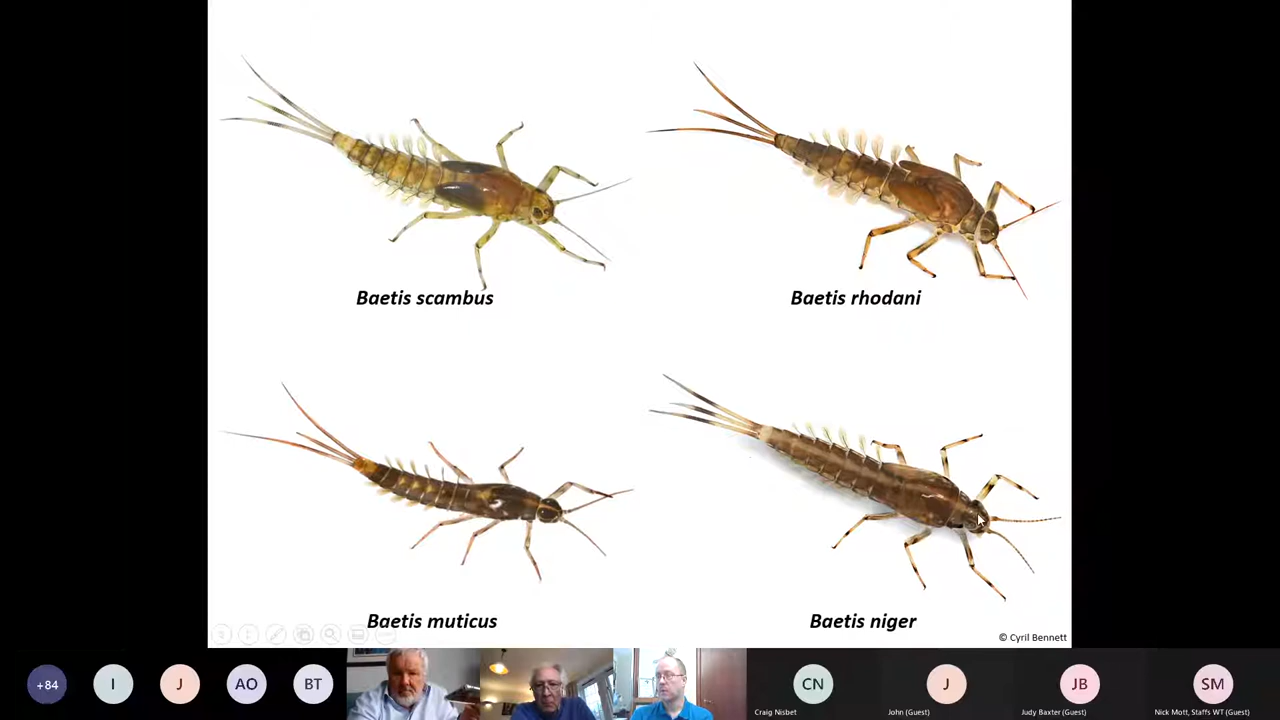 Baetis scambus
Baetis rhodani
Baetis muticus
Baetis niger
© Cyril Bennett
+84
I
J
AO
BT
CN
J
JB
SM
Craig Nisbet
John (Guest)
Judy Baxter (Guest)
Nick Mott, Staffs WT (Guest)